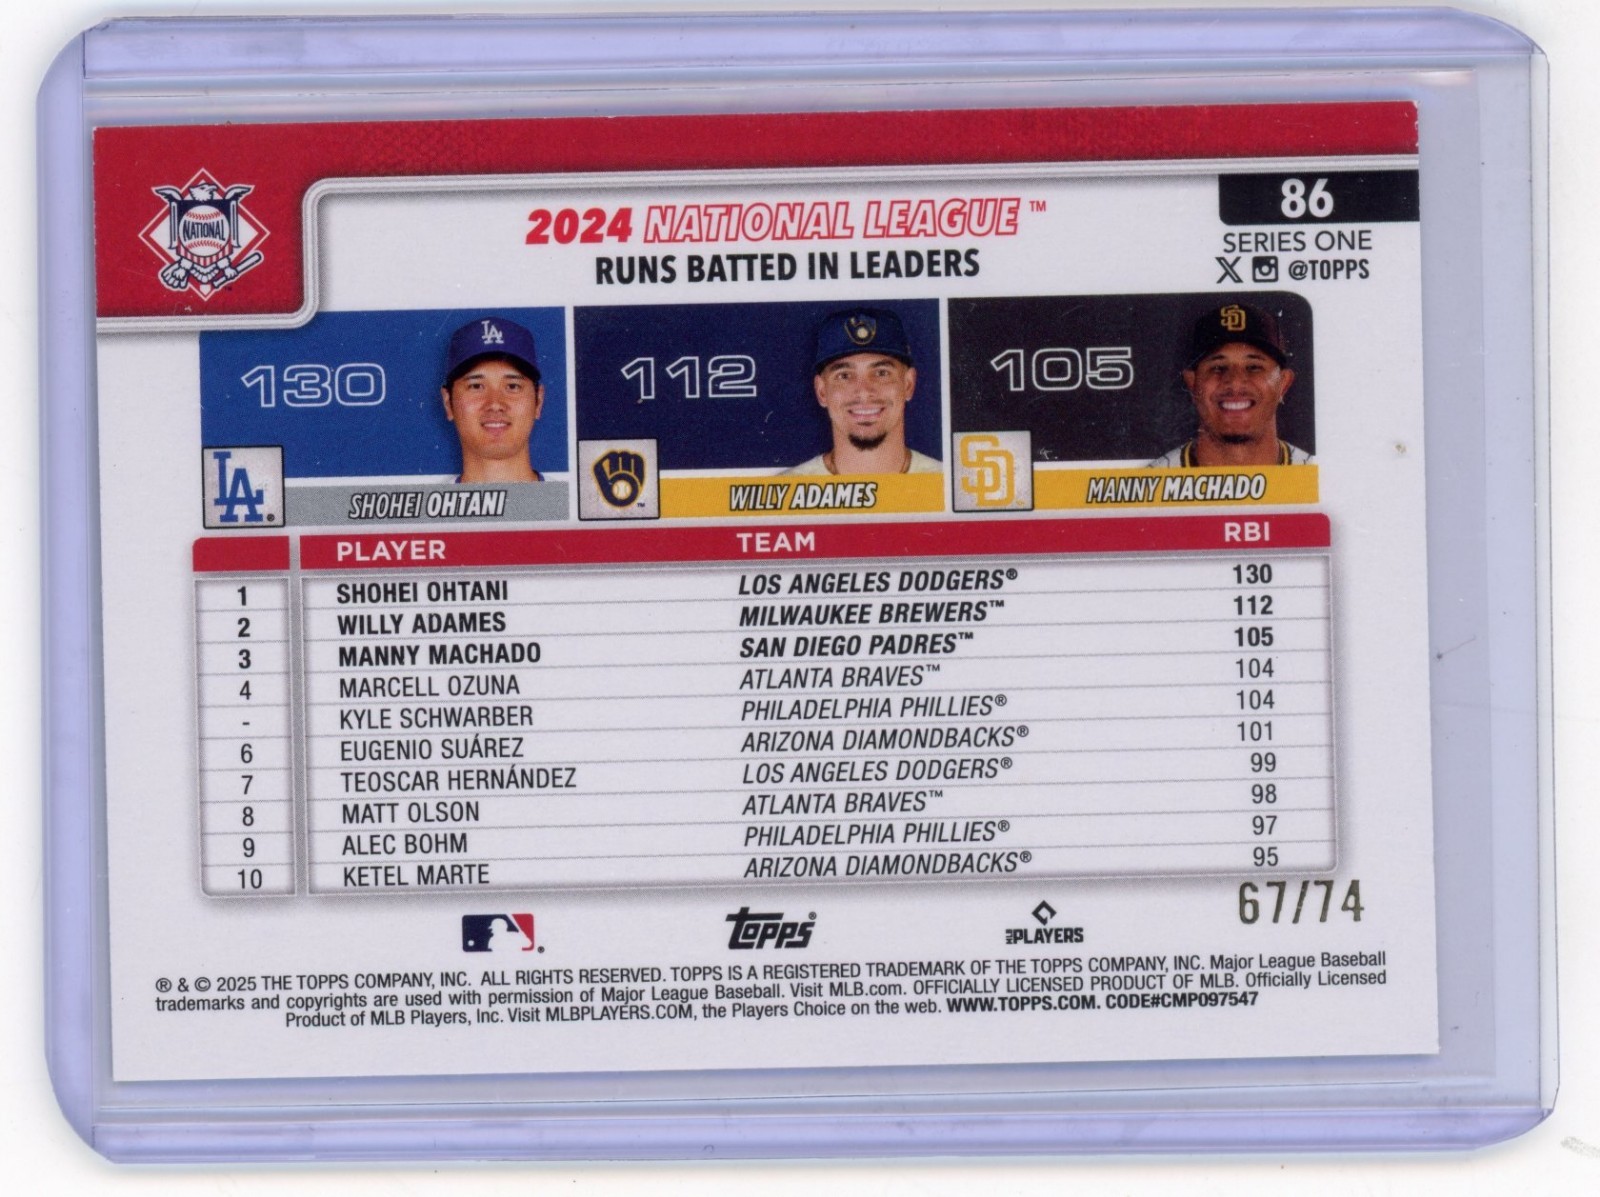 86
2024 NATIONAL LEAGUE™
RUNS BATTED IN LEADERS
SERIES ONE
@TOPPS
NATIONAL
130
112
105
LA
SD
LA®
SHOHEI OHTANI
WILLY ADAMES
SD
MANNY MACHADO
PLAYER TEAM RBI
1 SHOHEI OHTANI LOS ANGELES DODGERS® 130
2 WILLY ADAMES MILWAUKEE BREWERS™ 112
3 MANNY MACHADO SAN DIEGO PADRES™ 105
4 MARCELL OZUNA ATLANTA BRAVES™ 104
- KYLE SCHWARBER PHILADELPHIA PHILLIES® 104
6 EUGENIO SUÁREZ ARIZONA DIAMONDBACKS® 101
7 TEOSCAR HERNÁNDEZ LOS ANGELES DODGERS® 99
8 MATT OLSON ATLANTA BRAVES™ 98
9 ALEC BOHM PHILADELPHIA PHILLIES® 97
10 KETEL MARTE ARIZONA DIAMONDBACKS® 95
67/74
Topps®
MLB PLAYERS
® & © 2025 THE TOPPS COMPANY, INC. ALL RIGHTS RESERVED. TOPPS IS A REGISTERED TRADEMARK OF THE TOPPS COMPANY, INC. Major League Baseball
trademarks and copyrights are used with permission of Major League Baseball. Visit MLB.com. OFFICIALLY LICENSED PRODUCT OF MLB. Officially Licensed
Product of MLB Players, Inc. Visit MLBPLAYERS.COM, the Players Choice on the web. WWW.TOPPS.COM. CODE#CMP097547